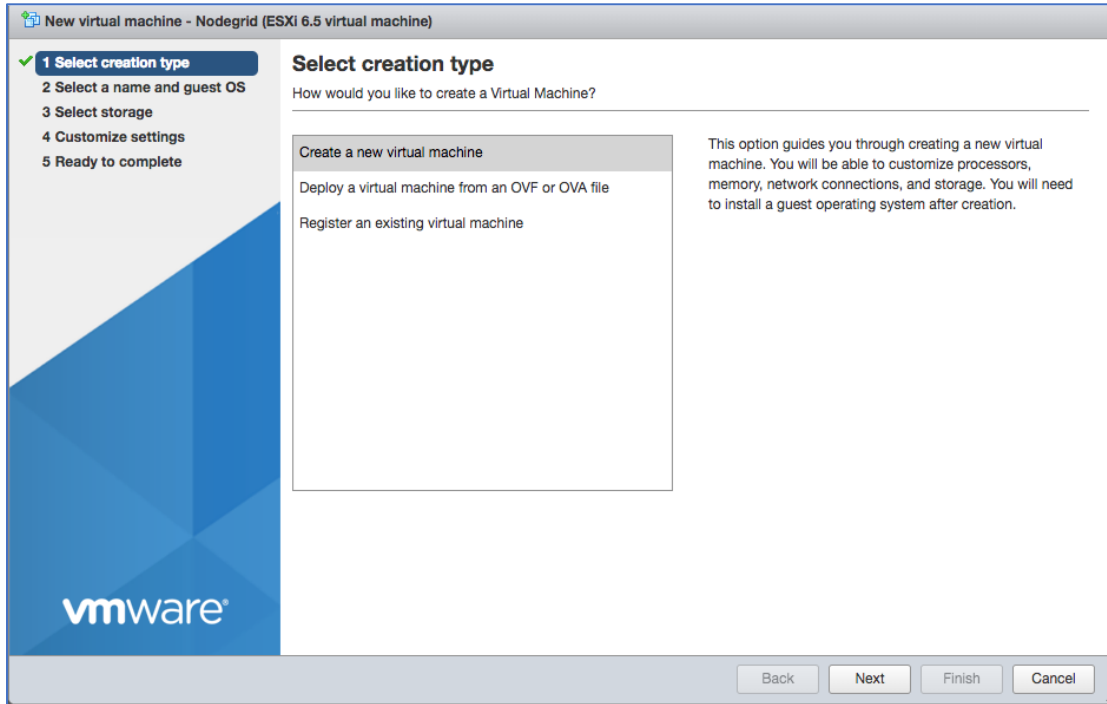 New virtual machine - Nodegrid (ESXi 6.5 virtual machine)
1 Select creation type
2 Select a name and guest OS
3 Select storage
4 Customize settings
5 Ready to complete
Select creation type
How would you like to create a Virtual Machine?
Create a new virtual machine
Deploy a virtual machine from an OVF or OVA file
Register an existing virtual machine
This option guides you through creating a new virtual
machine. You will be able to customize processors,
memory, network connections, and storage. You will need
to install a guest operating system after creation.
vmware®
Back Next Finish Cancel